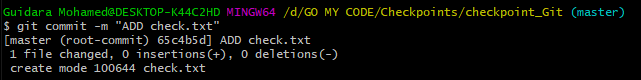 Guidara Mohamed@DESKTOP-K44C2HD MINGW64 /d/GO MY CODE/Checkpoints/checkpoint_Git (master)
$ git commit -m "ADD check.txt"
[master (root-commit) 65c4b5d] ADD check.txt
 1 file changed, 0 insertions(+), 0 deletions(-)
 create mode 100644 check.txt